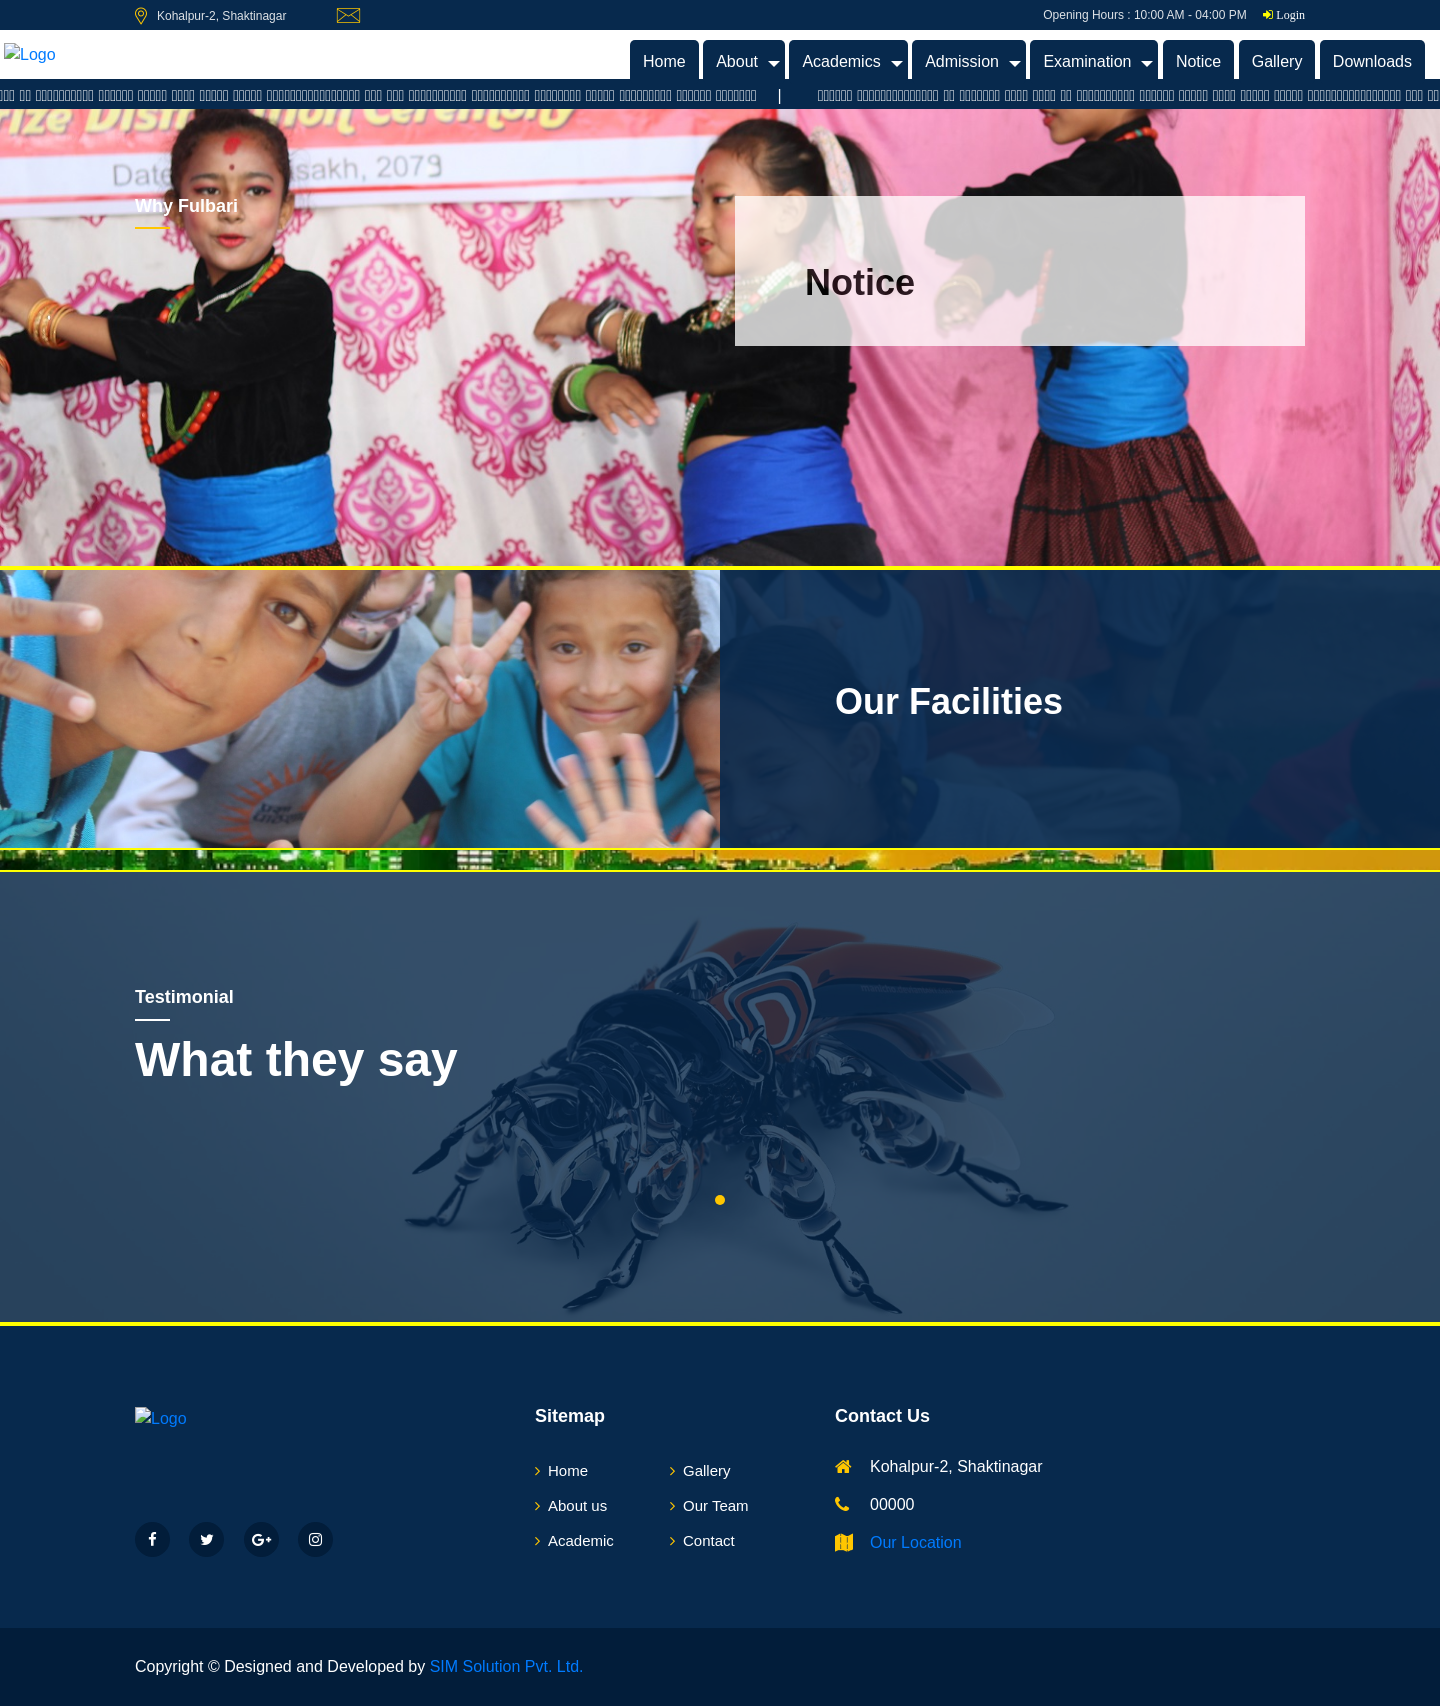 Kohalpur-2, Shaktinagar
Opening Hours : 10:00 AM - 04:00 PM Login
Logo
Home About Academics Admission Examination Notice Gallery Downloads
|
Date
sakh, 2079
Why Fulbari
Notice
Our Facilities
Testimonial
What they say
Logo
Sitemap
Home Gallery
About us Our Team
Academic Contact
Contact Us
Kohalpur-2, Shaktinagar
00000
Our Location
Copyright © Designed and Developed by SIM Solution Pvt. Ltd.